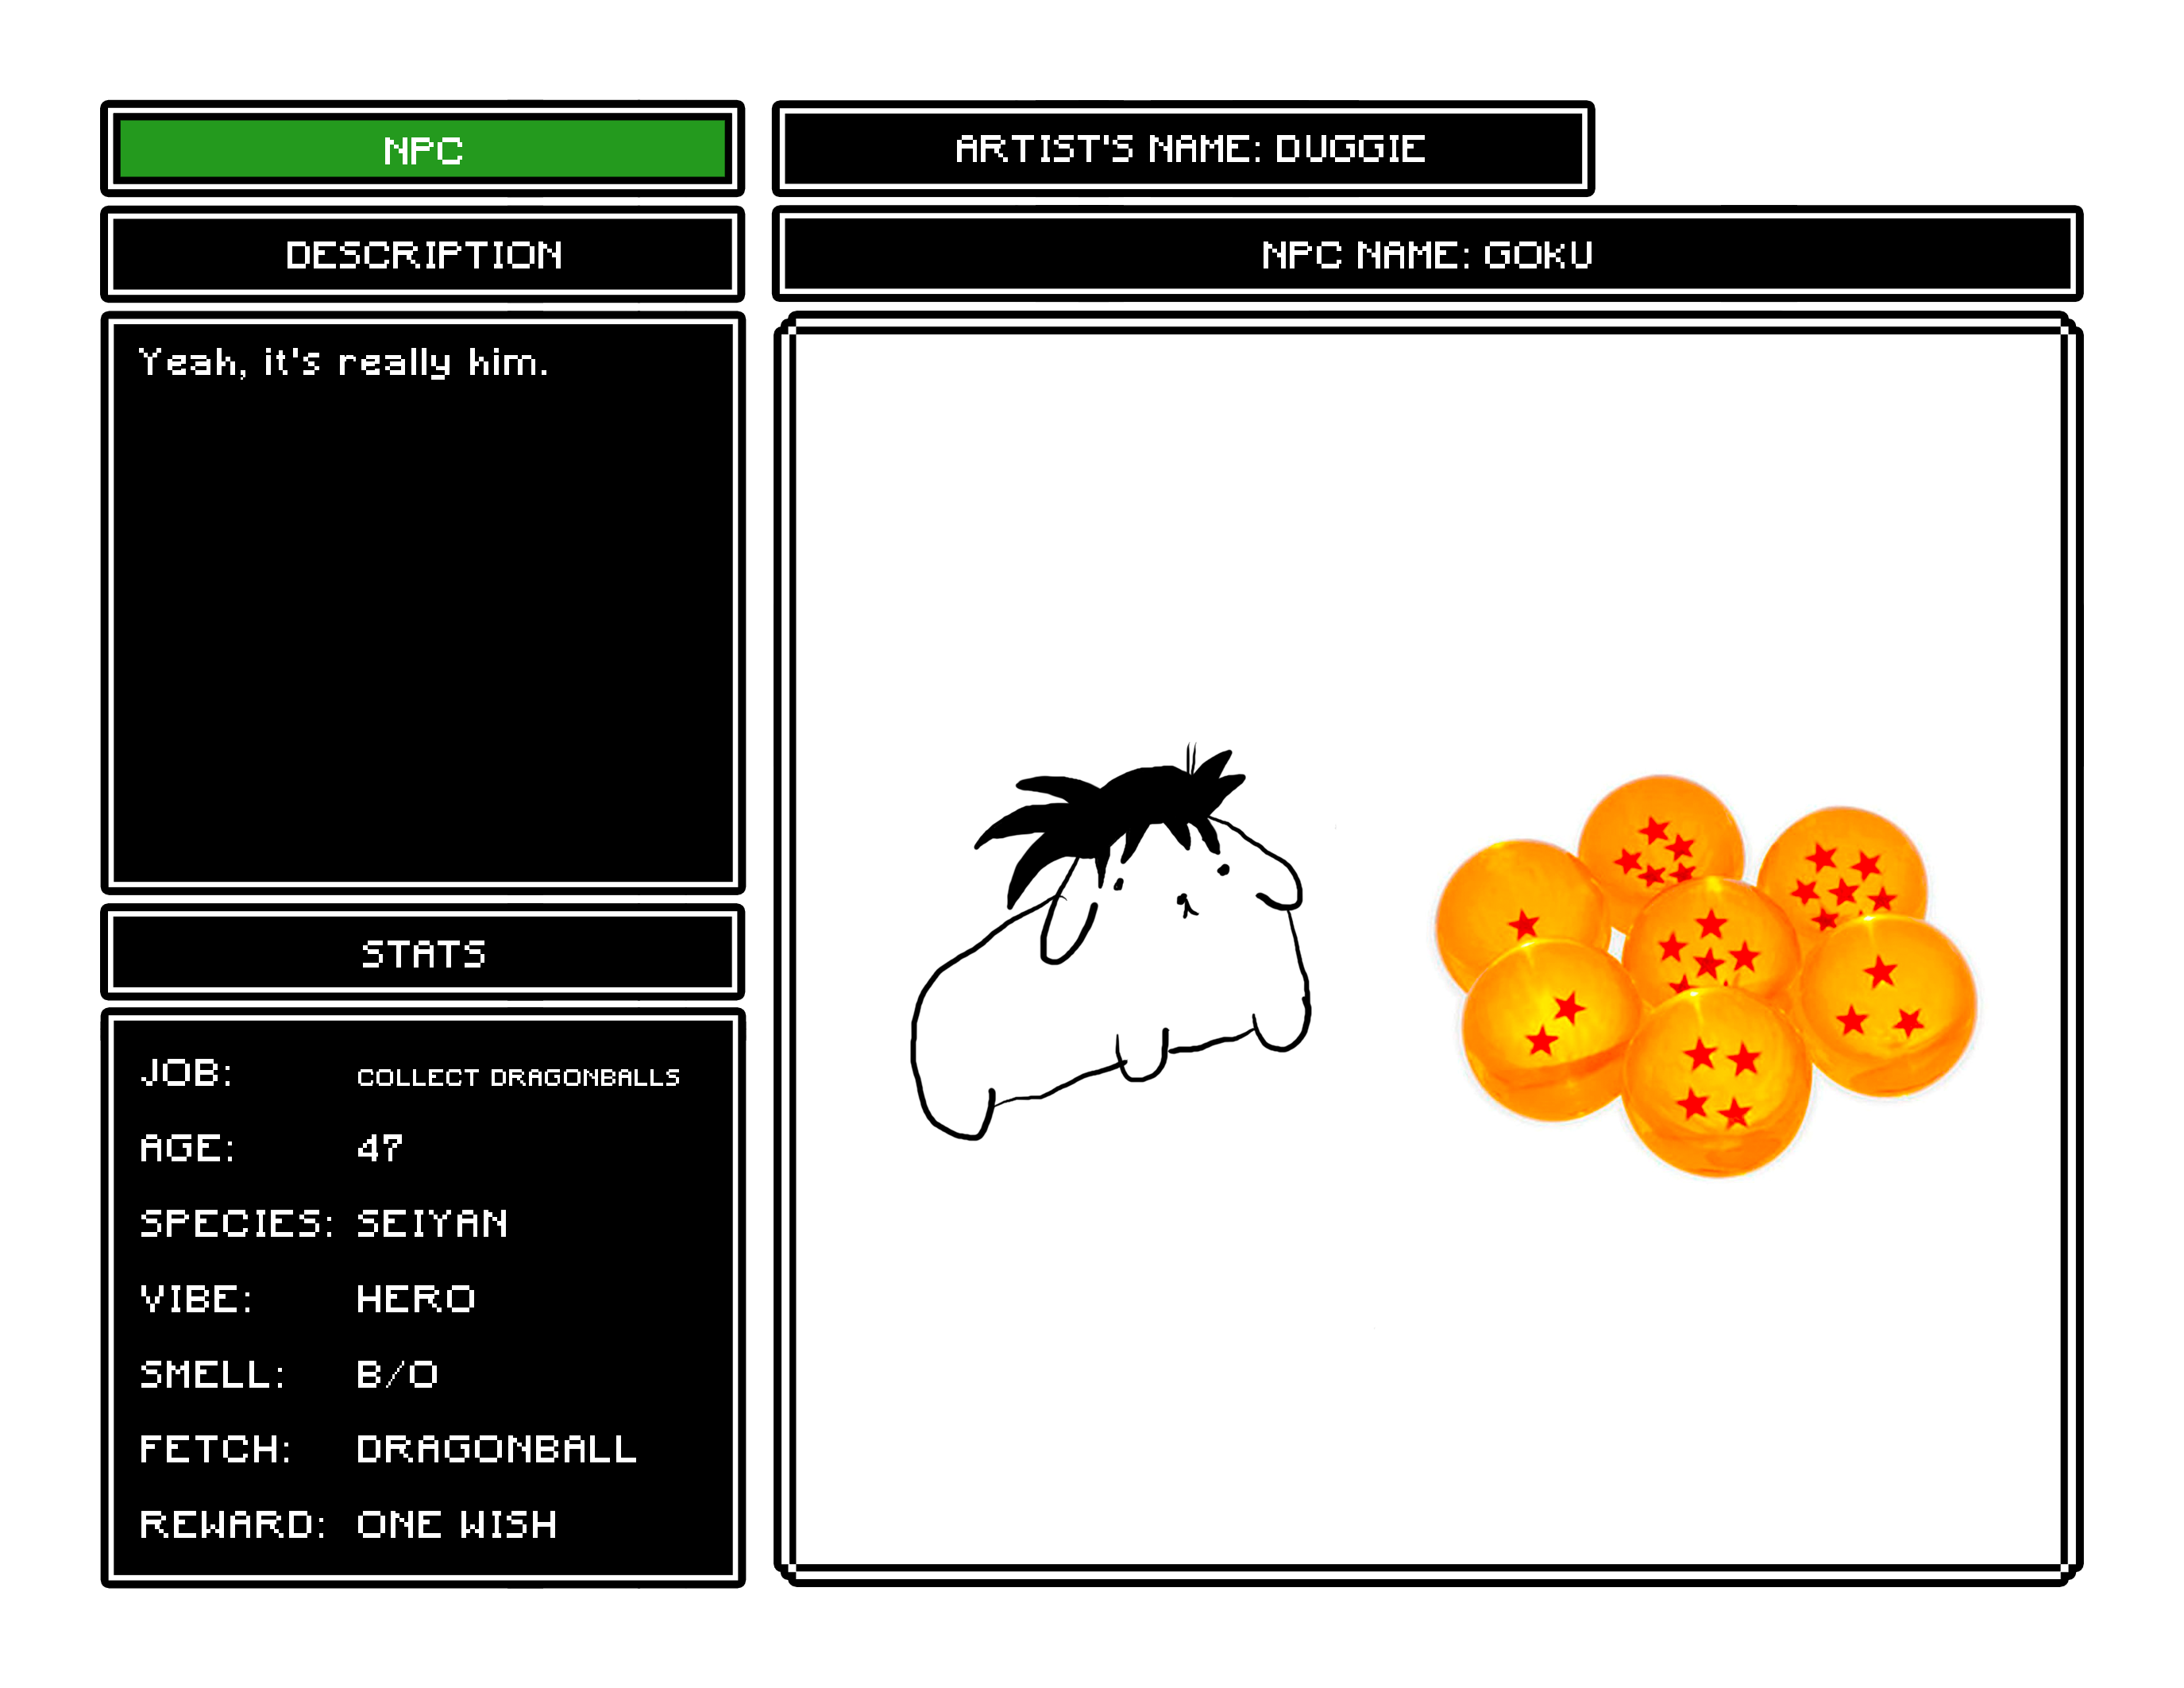 NPC
ARTIST'S NAME: DUGGIE
DESCRIPTION
NPC NAME: GOKU
Yeah, it's really him.
STATS
JOB: COLLECT DRAGONBALLS
AGE: 47
SPECIES: SEIYAN
VIBE: HERO
SMELL: B/O
FETCH: DRAGONBALL
REWARD: ONE WISH